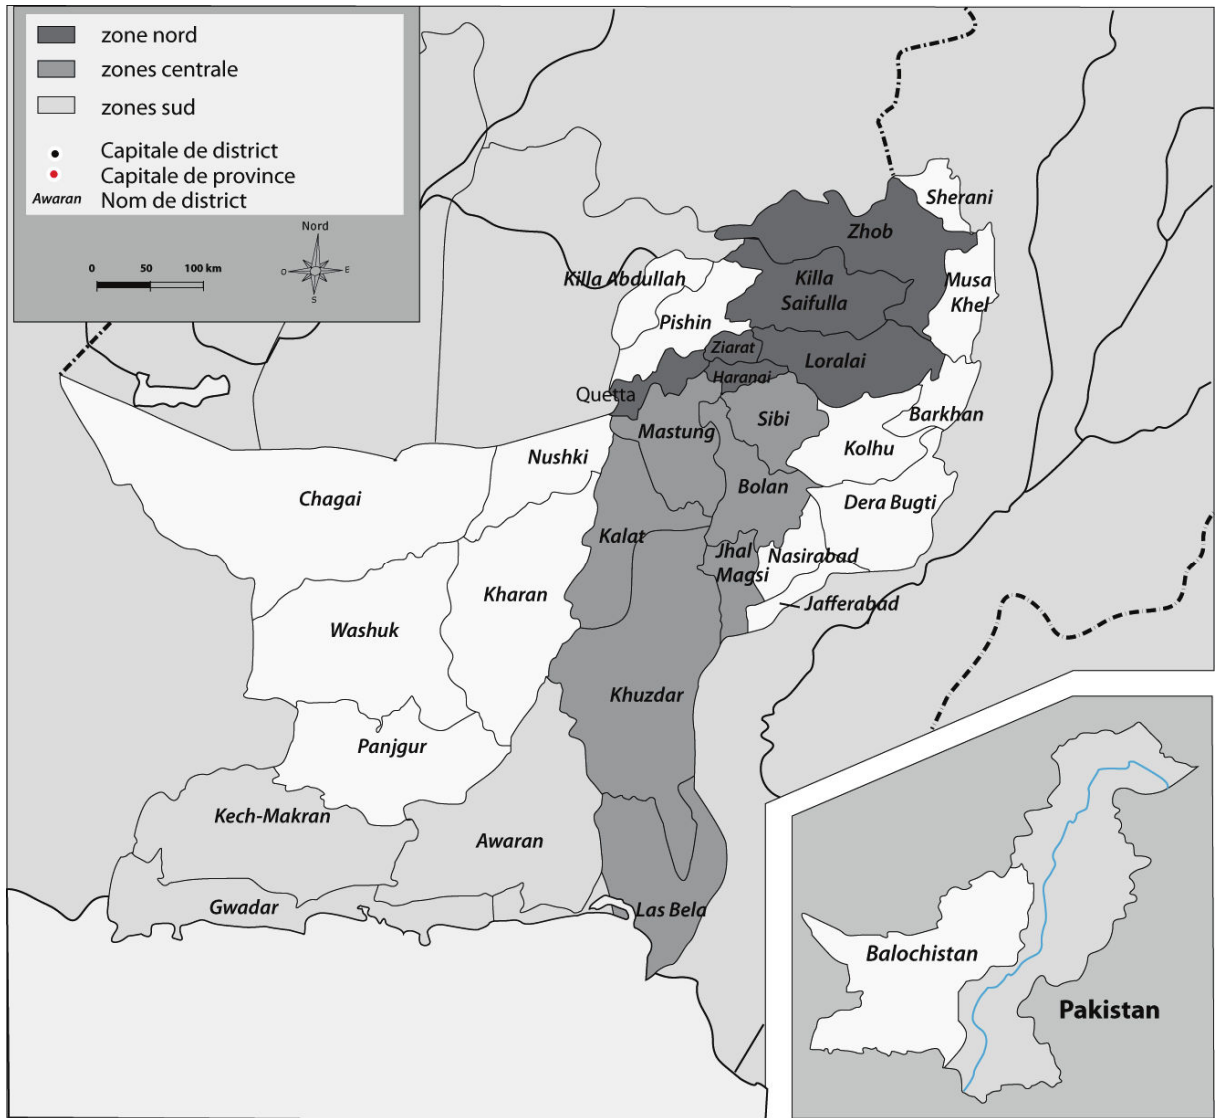 zone nord
zones centrale
zones sud
Capitale de district
Capitale de province
Awaran Nom de district
Nord
O E
S
0 50 100 km
Sherani
Zhob
Killa Abdullah
Killa
Saifulla
Musa
Khel
Pishin
Ziarat
Loralai
Haranai
Quetta
Barkhan
Sibi
Mastung
Kolhu
Nushki
Bolan
Chagai
Dera Bugti
Kalat
Jhal
Magsi
Nasirabad
Kharan
Jafferabad
Washuk
Khuzdar
Panjgur
Kech-Makran
Awaran
Gwadar
Las Bela
Balochistan
Pakistan